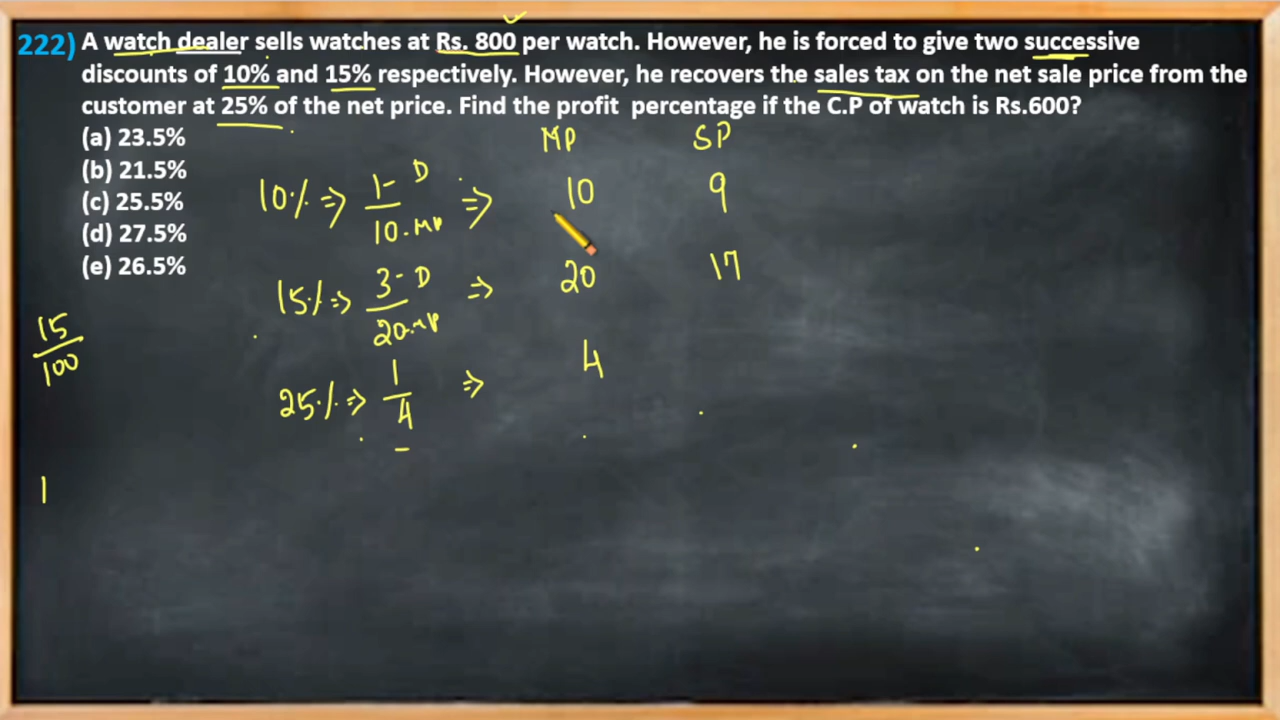 222) A watch dealer sells watches at Rs. 800 per watch. However, he is forced to give two successive
discounts of 10% and 15% respectively. However, he recovers the sales tax on the net sale price from the
customer at 25% of the net price. Find the profit percentage if the C.P of watch is Rs.600?
(a) 23.5%
(b) 21.5%
(c) 25.5%
(d) 27.5%
(e) 26.5%
MP SP
10% ⇒ 1- D / 10. MP ⇒ 10 9
15% ⇒ 3- D / 20. MP ⇒ 20 17
15/100
25% ⇒ 1/4 ⇒ 4
1